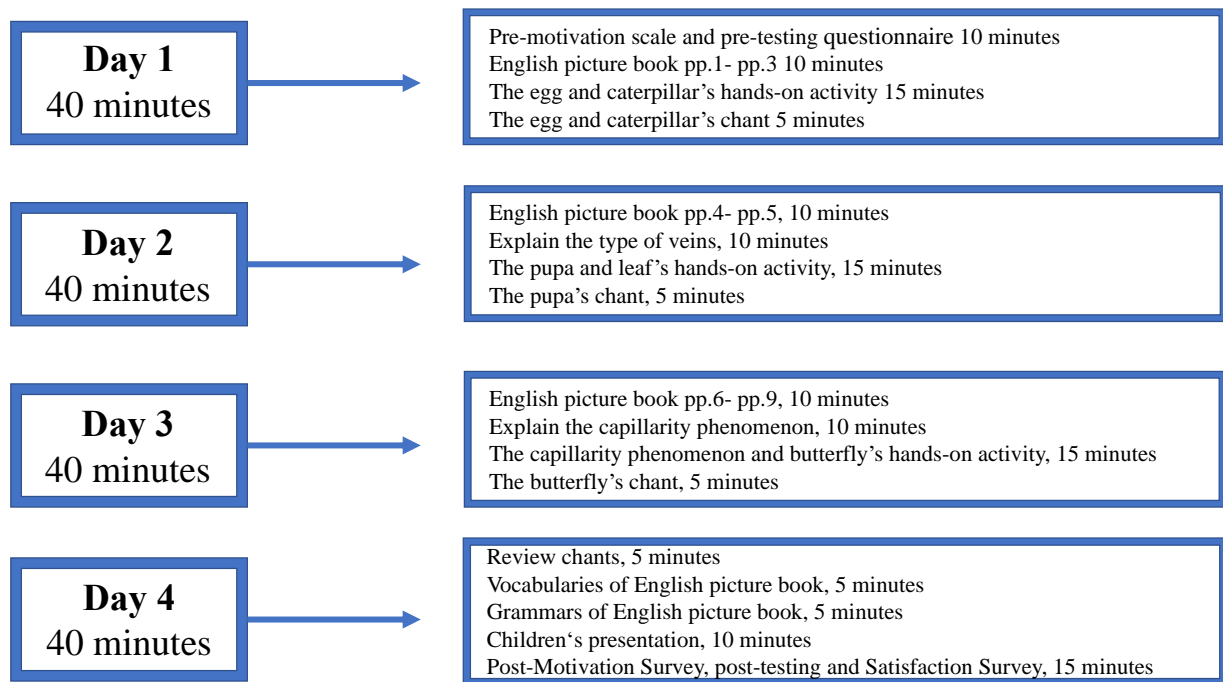 Day 1
40 minutes
Pre-motivation scale and pre-testing questionnaire 10 minutes
English picture book pp.1- pp.3 10 minutes
The egg and caterpillar’s hands-on activity 15 minutes
The egg and caterpillar’s chant 5 minutes
Day 2
40 minutes
English picture book pp.4- pp.5, 10 minutes
Explain the type of veins, 10 minutes
The pupa and leaf’s hands-on activity, 15 minutes
The pupa’s chant, 5 minutes
Day 3
40 minutes
English picture book pp.6- pp.9, 10 minutes
Explain the capillarity phenomenon, 10 minutes
The capillarity phenomenon and butterfly’s hands-on activity, 15 minutes
The butterfly’s chant, 5 minutes
Day 4
40 minutes
Review chants, 5 minutes
Vocabularies of English picture book, 5 minutes
Grammars of English picture book, 5 minutes
Children‘s presentation, 10 minutes
Post-Motivation Survey, post-testing and Satisfaction Survey, 15 minutes